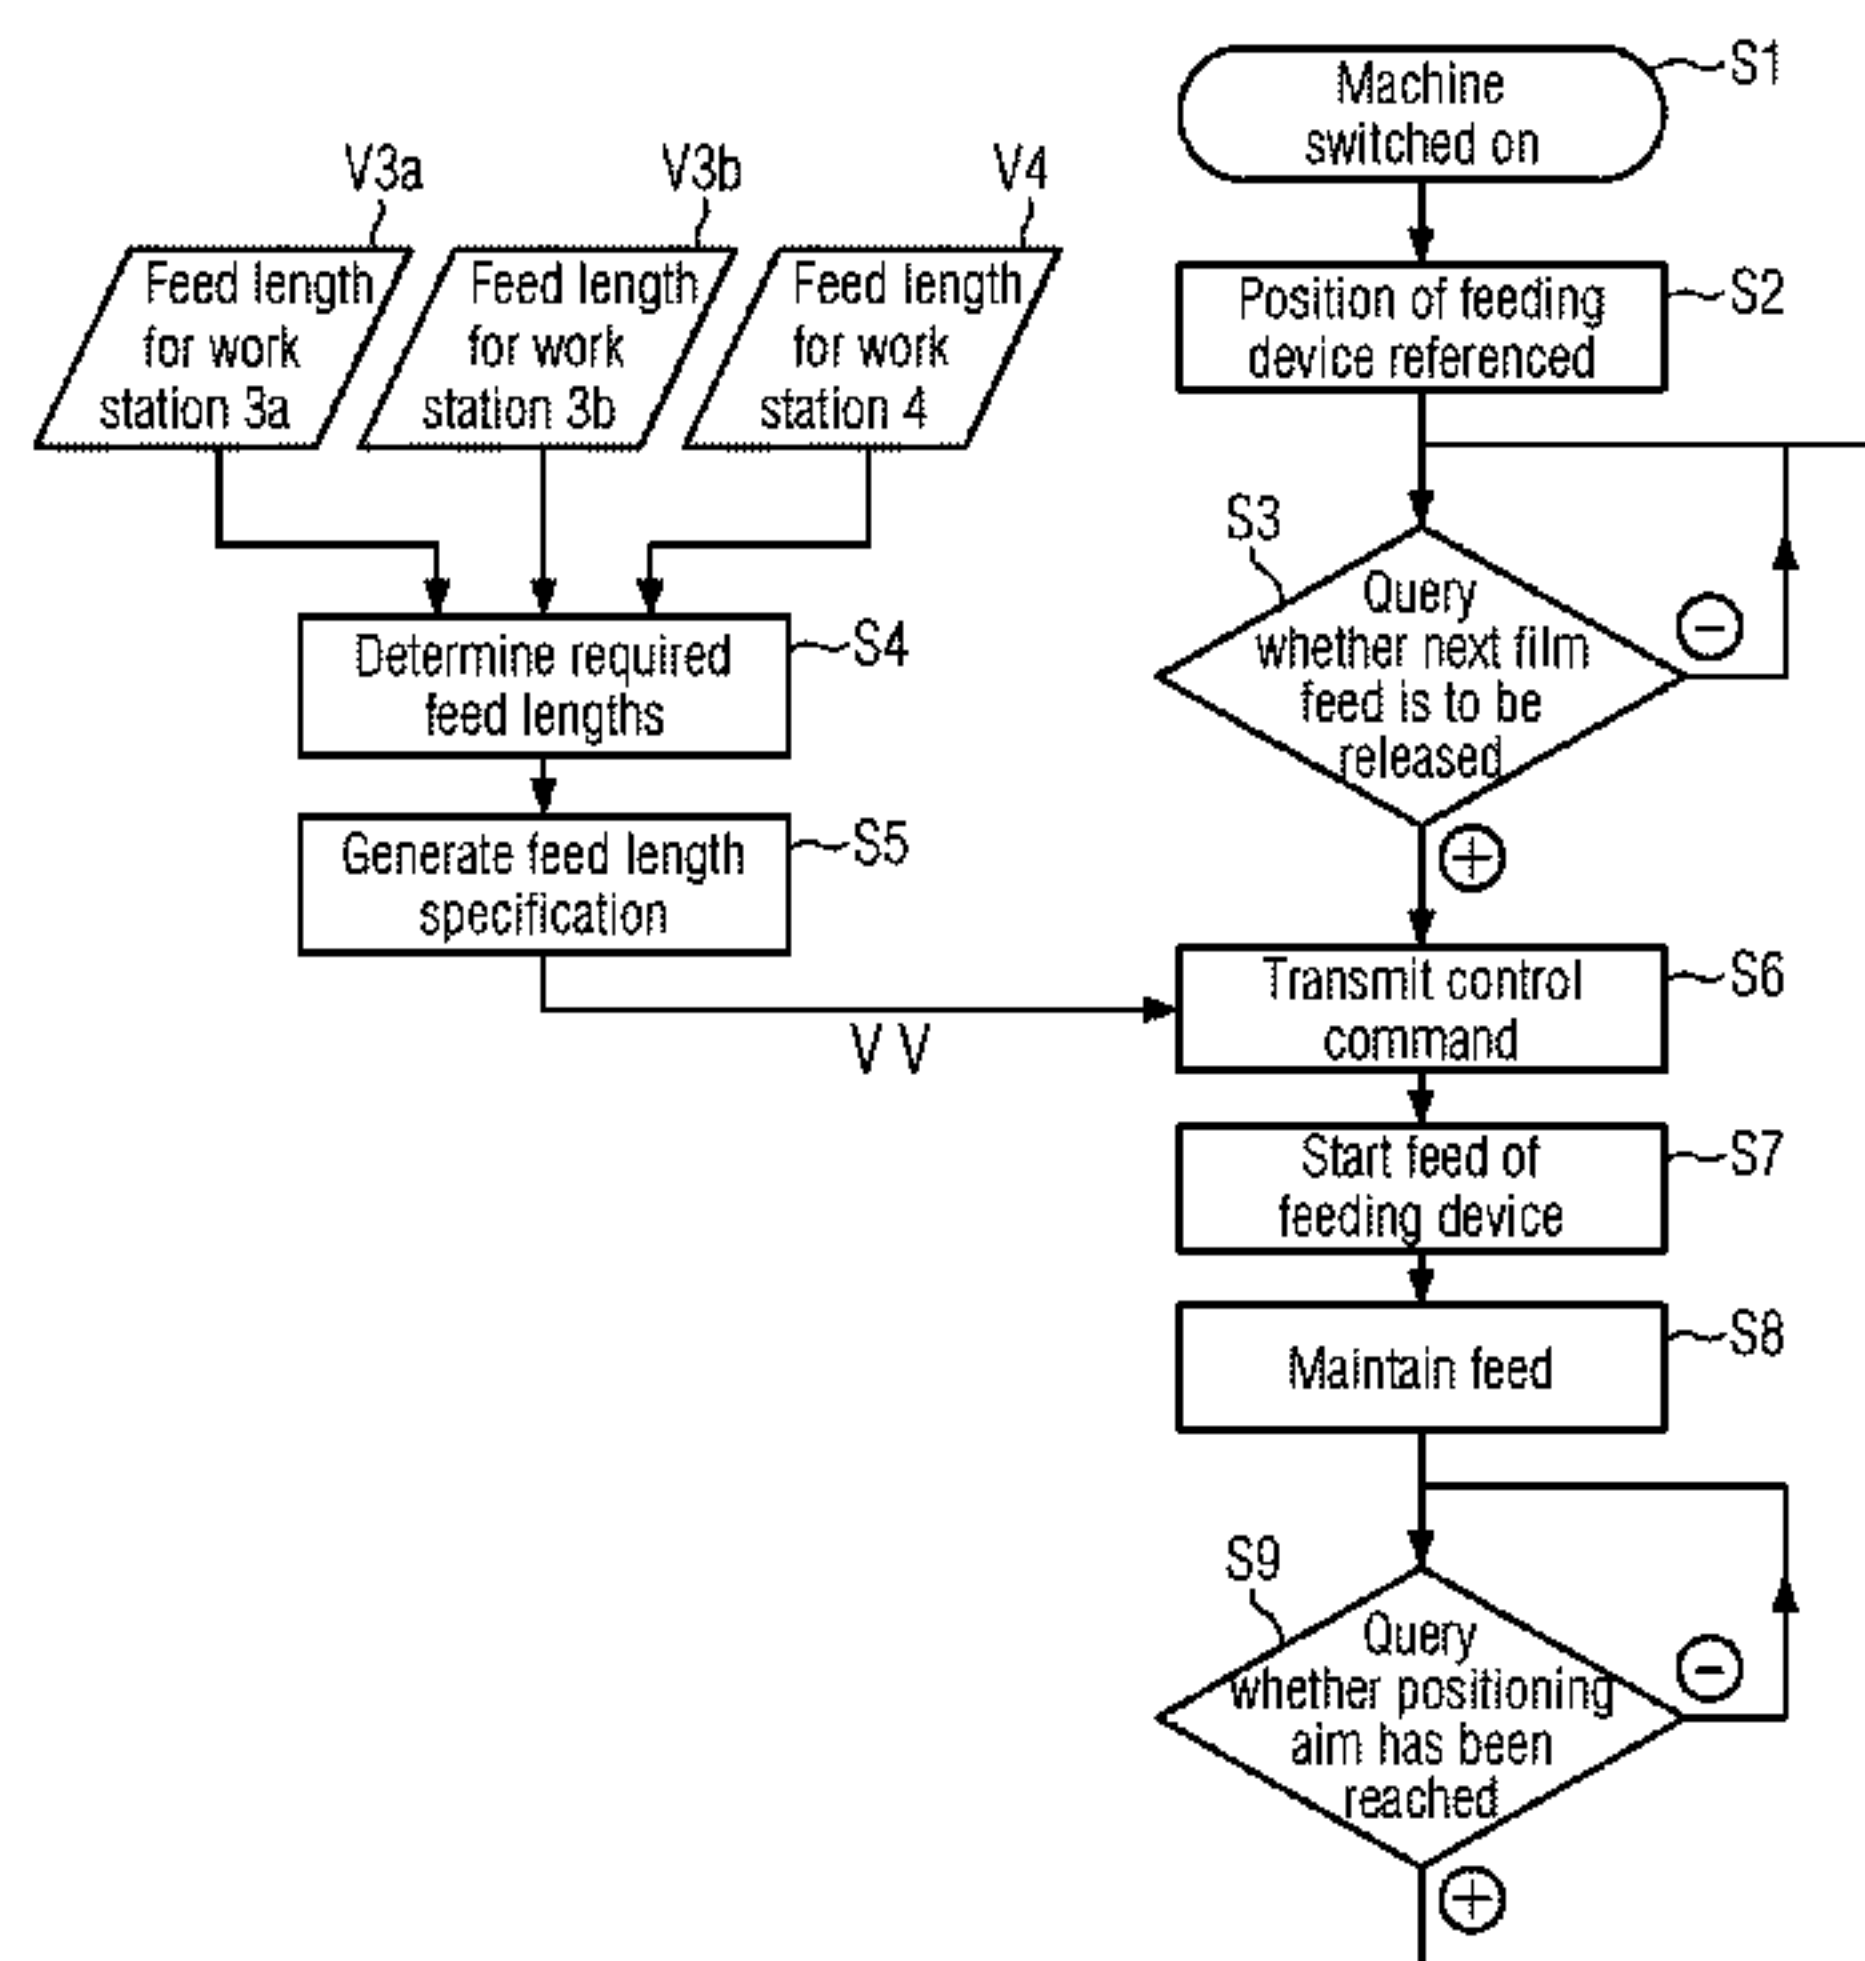 Machine
switched on
S1
Position of feeding
device referenced
S2
V3a
V3b
V4
Feed length
for work
station 3a
Feed length
for work
station 3b
Feed length
for work
station 4
S3
Query
whether next film
feed is to be
released
−
+
Determine required
feed lengths
S4
Generate feed length
specification
S5
V V
Transmit control
command
S6
Start feed of
feeding device
S7
Maintain feed
S8
S9
Query
whether positioning
aim has been
reached
−
+